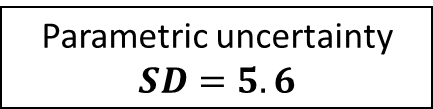 Parametric uncertainty
SD = 5.6